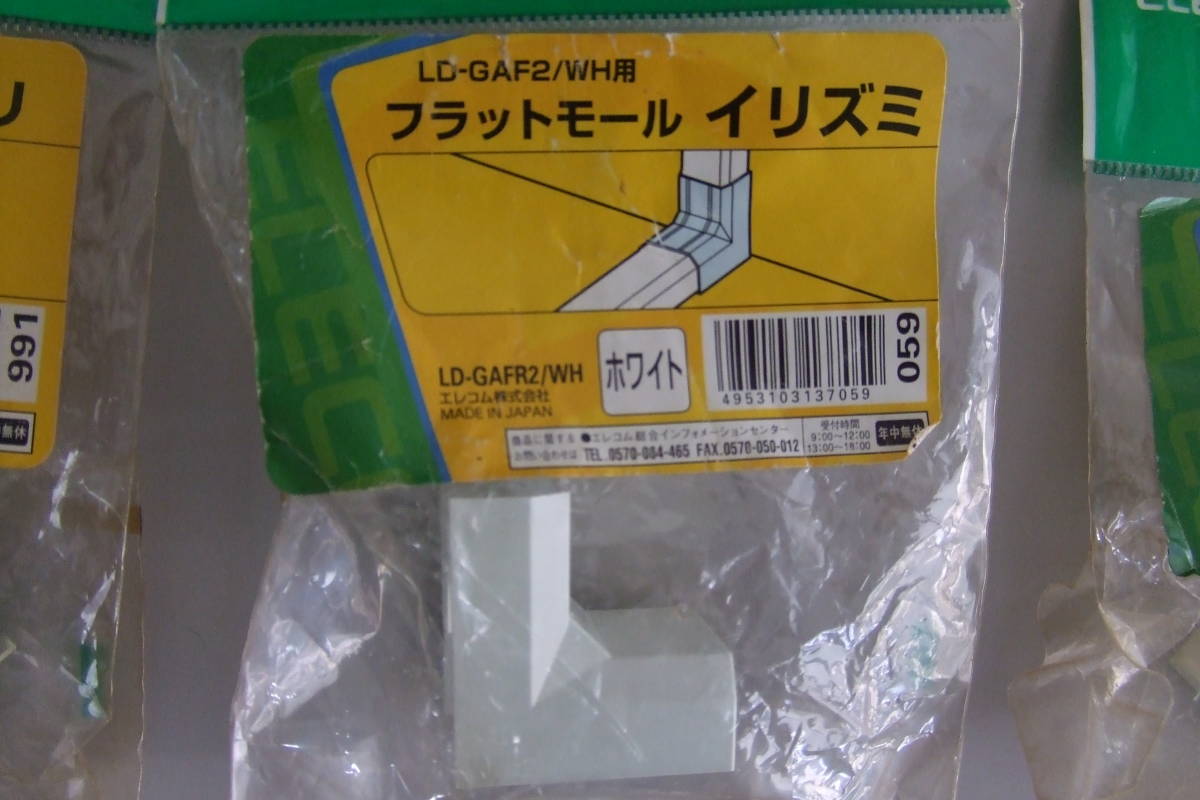 LD-GAF2/WH用
フラットモール イリズミ
ELEC
LD-GAFR2/WH
エレコム株式会社
MADE IN JAPAN
ホワイト
4953103137059
059
商品に関する
お問い合わせは
●エレコム総合インフォメーションセンター
TEL.0570-084-465 FAX.0570-050-012
受付時間
9:00~12:00
13:00~18:00
年中無休
リ
991
無休